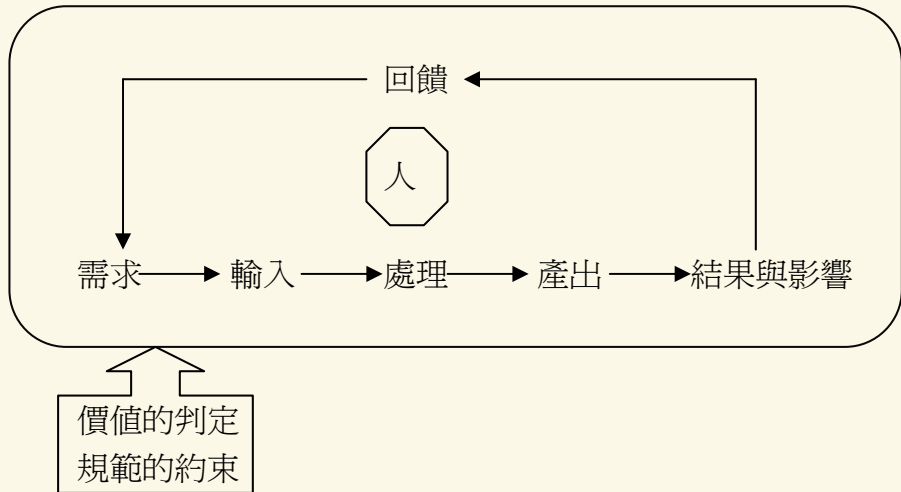 回饋
人
需求 輸入 處理 產出 結果與影響
價值的判定
規範的約束